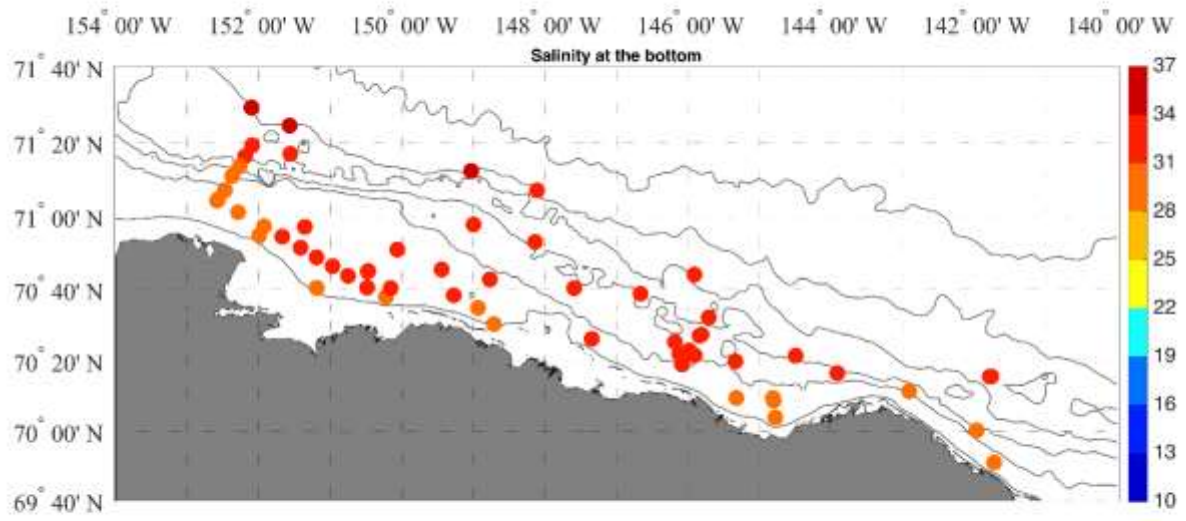 154° 00' W 152° 00' W 150° 00' W 148° 00' W 146° 00' W 144° 00' W 142° 00' W 140° 00' W
Salinity at the bottom
71° 40' N
71° 20' N
71° 00' N
70° 40' N
70° 20' N
70° 00' N
69° 40' N
37
34
31
28
25
22
19
16
13
10